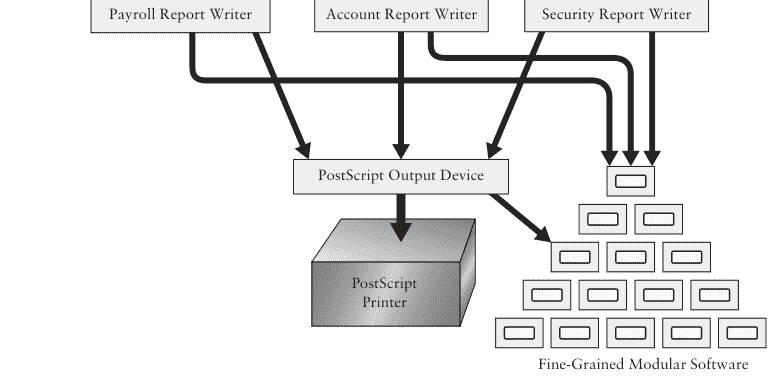 Payroll Report Writer
Account Report Writer
Security Report Writer
PostScript Output Device
PostScript
Printer
Fine-Grained Modular Software